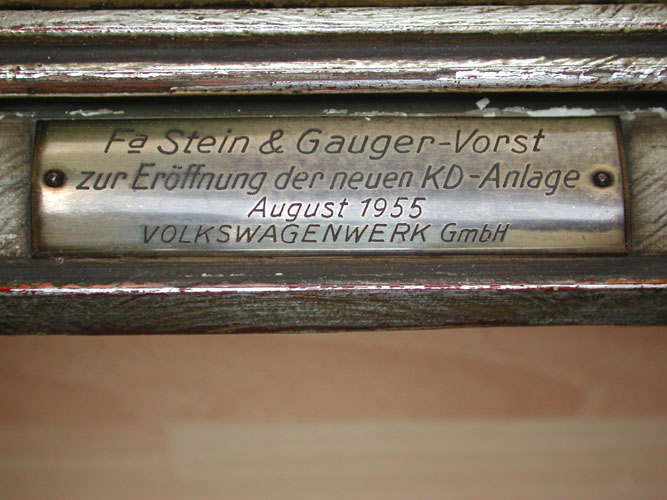 Fa Stein & Gauger-Vorst
zur Eröffnung der neuen KD-Anlage
August 1955
VOLKSWAGENWERK GmbH